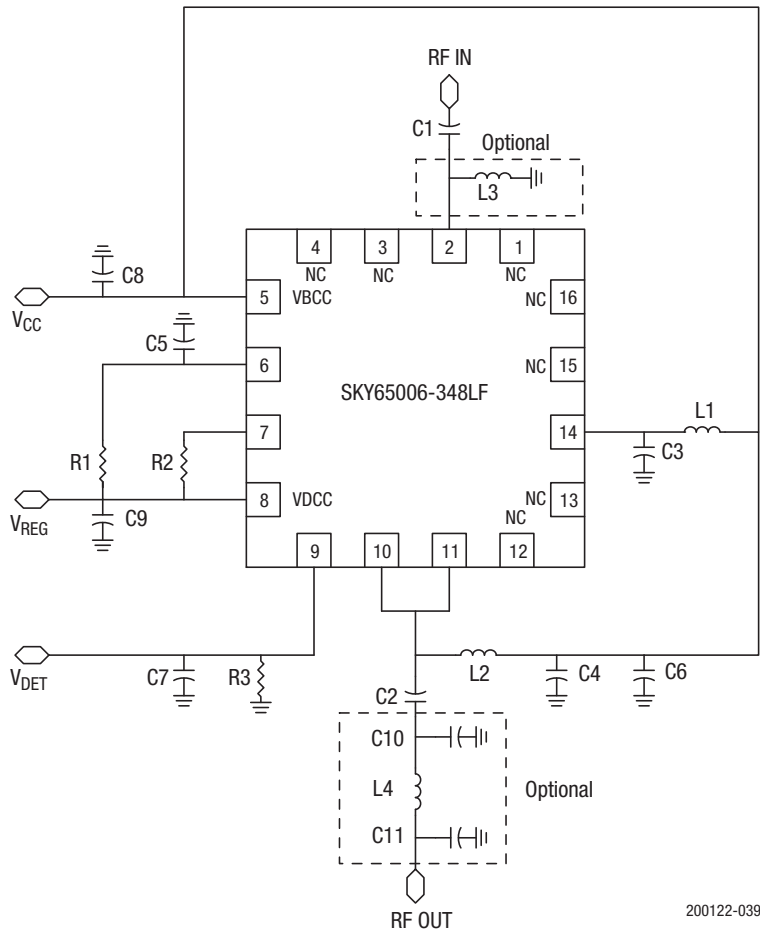 RF IN
C1
Optional
L3
4
3
2
1
NC
NC
NC
C8
5
VBCC
NC
16
VCC
C5
6
NC
15
SKY65006-348LF
L1
7
14
R1
R2
C3
8
VDCC
NC
13
VREG
C9
NC
9
10
11
12
VDET
C7
R3
L2
C4
C6
C2
C10
L4
Optional
C11
RF OUT
200122-039